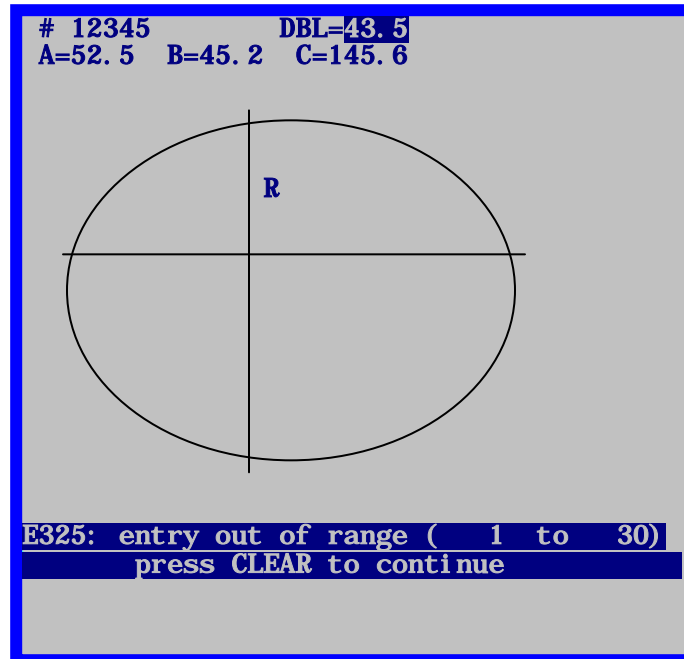 # 12345 DBL=43.5
A=52.5 B=45.2 C=145.6
R
E325: entry out of range ( 1 to 30)
press CLEAR to continue